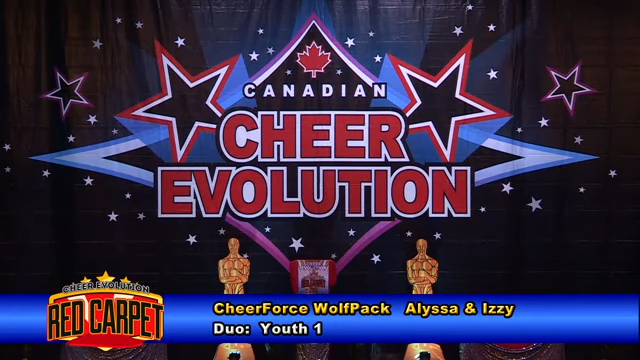 CANADIAN
CHEER
EVOLUTION
CHEER EVOLUTION
RED CARPET
CheerForce WolfPack   Alyssa & Izzy
Duo:  Youth 1